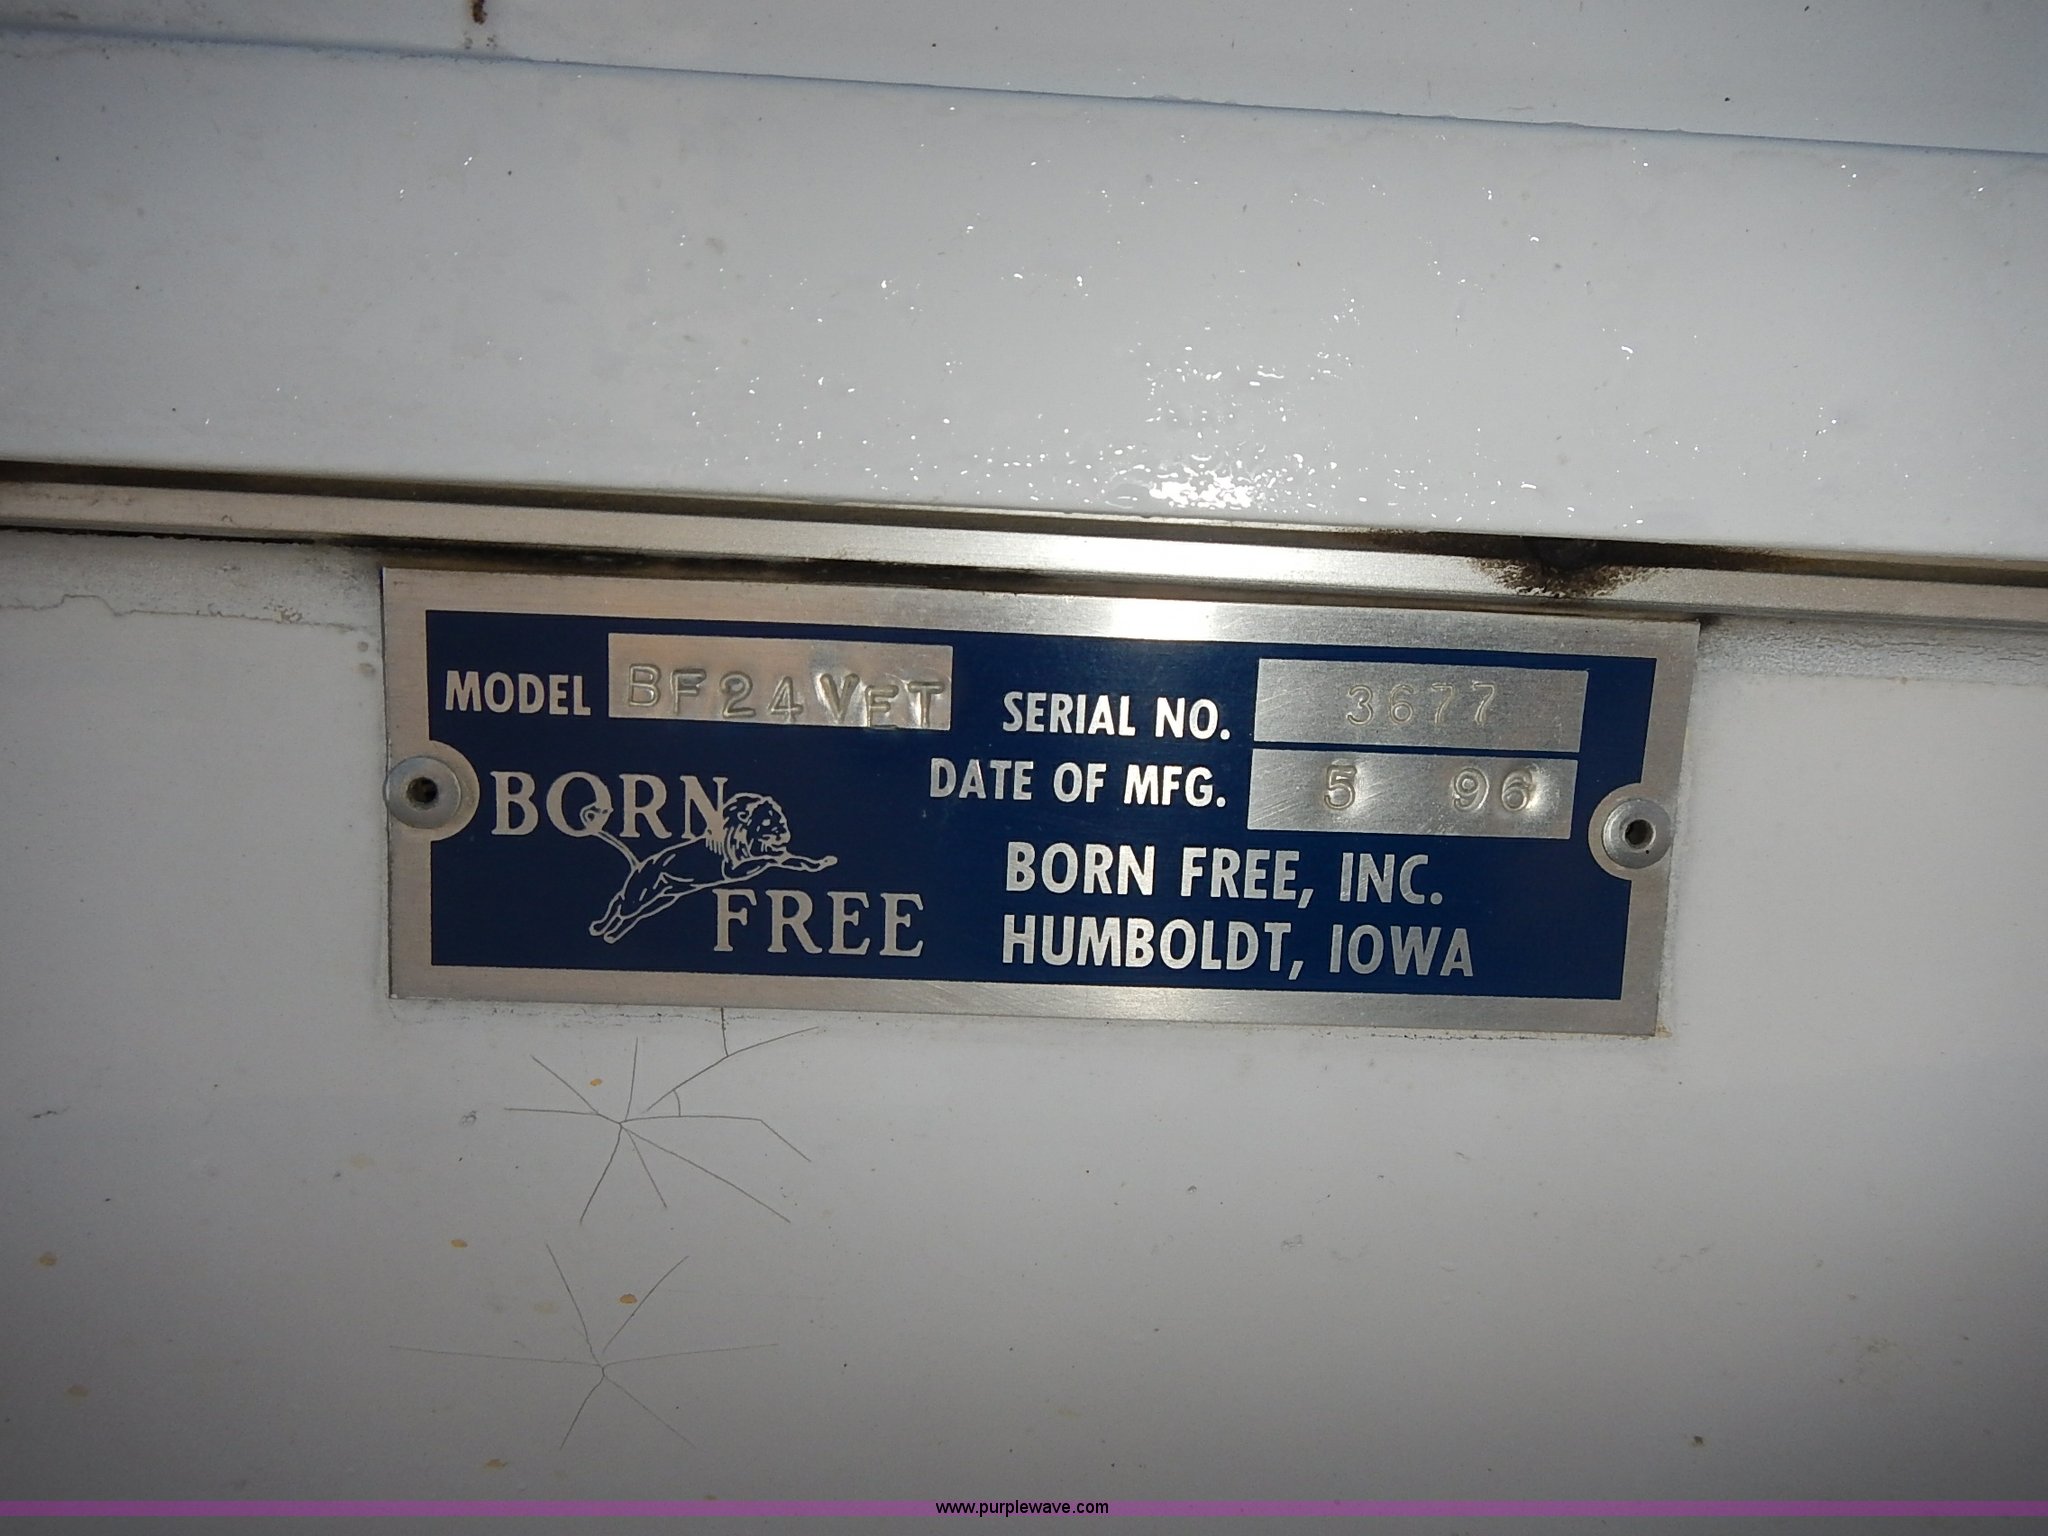 MODEL BF24VET
SERIAL NO. 3677
DATE OF MFG. 5 96
BORN FREE
BORN FREE, INC.
HUMBOLDT, IOWA
www.purplewave.com